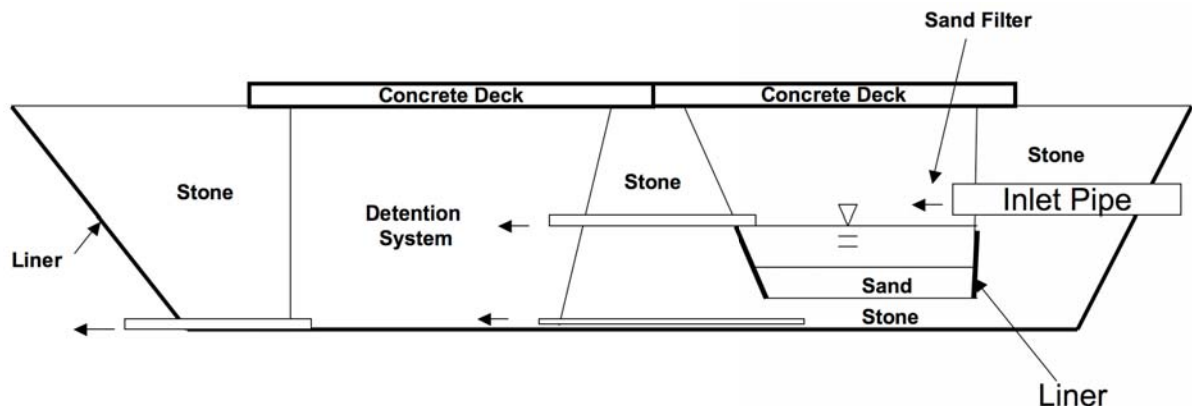 Sand Filter
Concrete Deck
Concrete Deck
Stone
Stone
Stone
Inlet Pipe
Detention
System
Liner
Sand
Stone
Liner